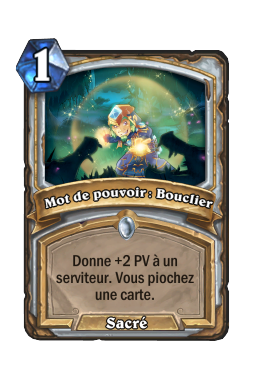 1
Mot de pouvoir : Bouclier
Donne +2 PV à un
serviteur. Vous piochez
une carte.
Sacré